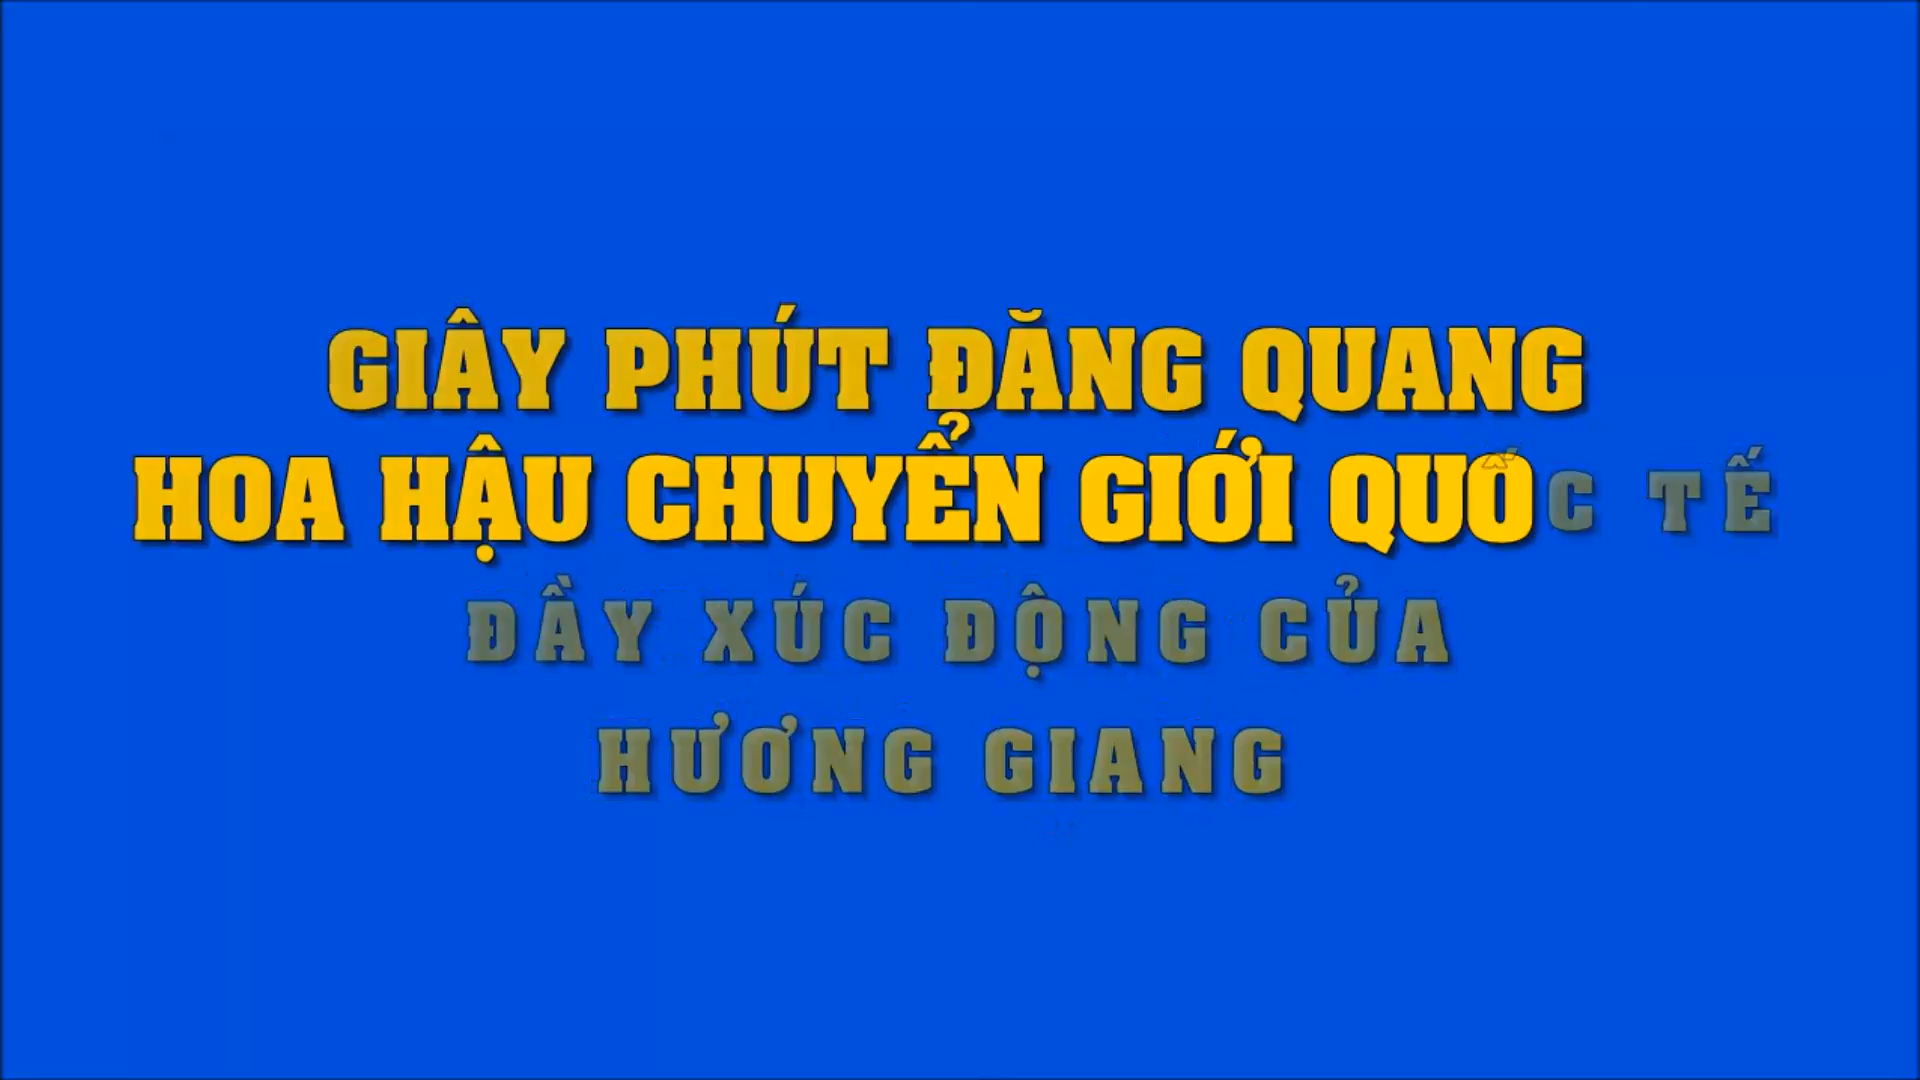 GIÂY PHÚT ĐĂNG QUANG
HOA HẬU CHUYỂN GIỚI QUỐC TẾ
ĐẦY XÚC ĐỘNG CỦA
HƯƠNG GIANG